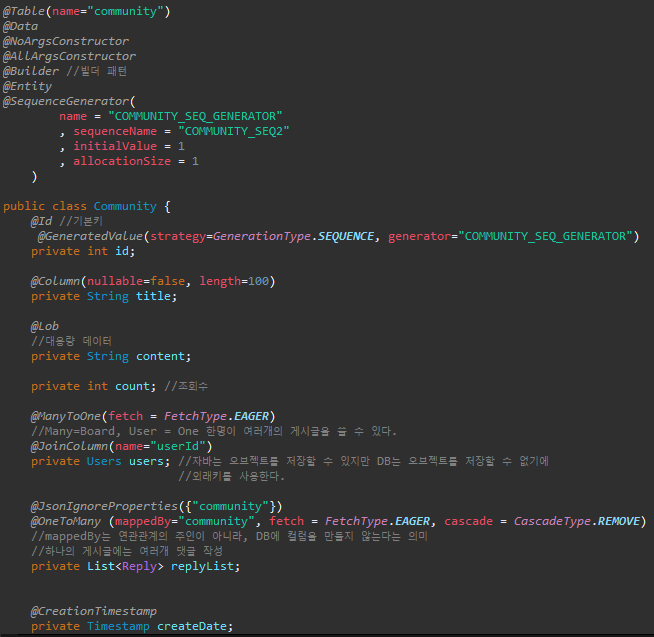 @Table(name="community")
@Data
@NoArgsConstructor
@AllArgsConstructor
@Builder //빌더 패턴
@Entity
@SequenceGenerator(
name = "COMMUNITY_SEQ_GENERATOR"
, sequenceName = "COMMUNITY_SEQ2"
, initialValue = 1
, allocationSize = 1
)
public class Community {
@Id //기본키
@GeneratedValue(strategy=GenerationType.SEQUENCE, generator="COMMUNITY_SEQ_GENERATOR")
private int id;
@Column(nullable=false, length=100)
private String title;
@Lob
//대용량 데이터
private String content;
private int count; //조회수
@ManyToOne(fetch = FetchType.EAGER)
//Many=Board, User = One 한명이 여러개의 게시글을 쓸 수 있다.
@JoinColumn(name="userId")
private Users users; //자바는 오브젝트를 저장할 수 있지만 DB는 오브젝트를 저장할 수 없기에
//외래키를 사용한다.
@JsonIgnoreProperties({"community"})
@OneToMany (mappedBy="community", fetch = FetchType.EAGER, cascade = CascadeType.REMOVE)
//mappedBy는 연관관계의 주인이 아니라, DB에 컬럼을 만들지 않는다는 의미
//하나의 게시글에는 여러개 댓글 작성
private List<Reply> replyList;
@CreationTimestamp
private Timestamp createDate;